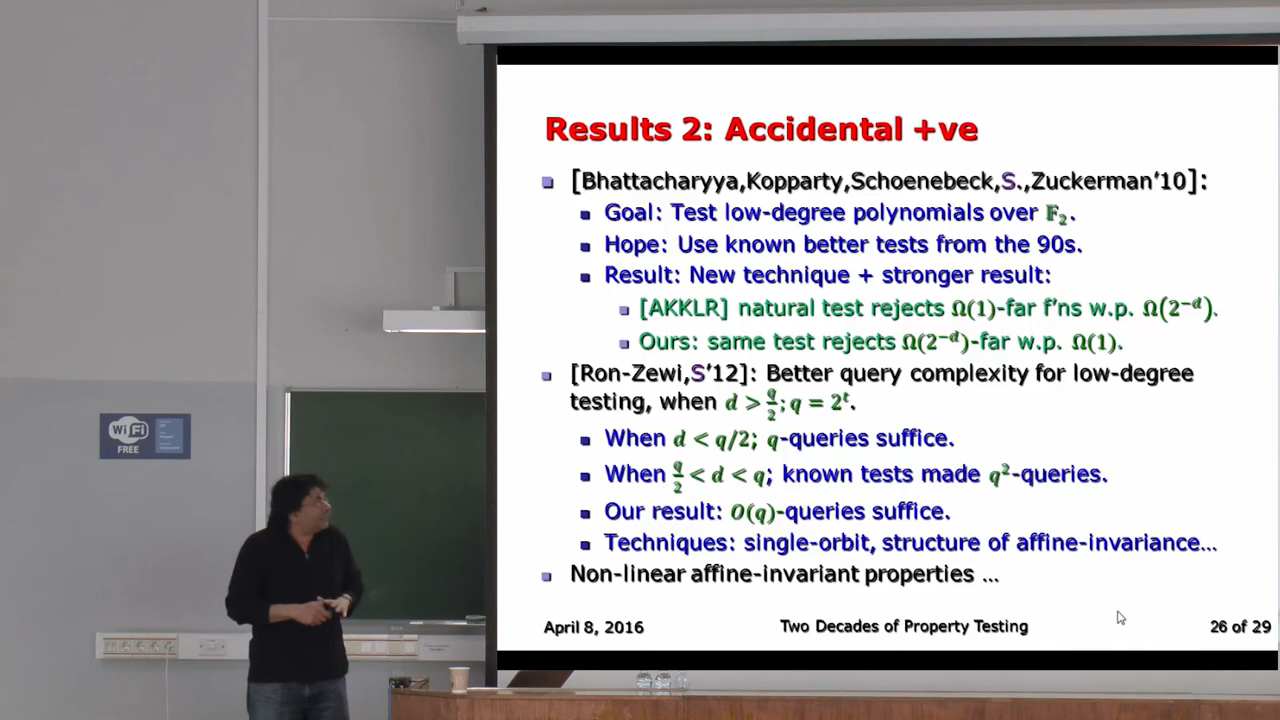 Results 2: Accidental +ve
[Bhattacharyya,Kopparty,Schoenebeck,S.,Zuckerman'10]:
Goal: Test low-degree polynomials over 𝔽₂.
Hope: Use known better tests from the 90s.
Result: New technique + stronger result:
[AKKLR] natural test rejects Ω(1)-far f'ns w.p. Ω(2⁻ᵈ).
Ours: same test rejects Ω(2⁻ᵈ)-far w.p. Ω(1).
[Ron-Zewi,S'12]: Better query complexity for low-degree
testing, when d > q/2; q = 2ᵗ.
When d < q/2; q-queries suffice.
When q/2 < d < q; known tests made q²-queries.
Our result: O(q)-queries suffice.
Techniques: single-orbit, structure of affine-invariance…
Non-linear affine-invariant properties …
April 8, 2016 Two Decades of Property Testing 26 of 29
WiFi
FREE